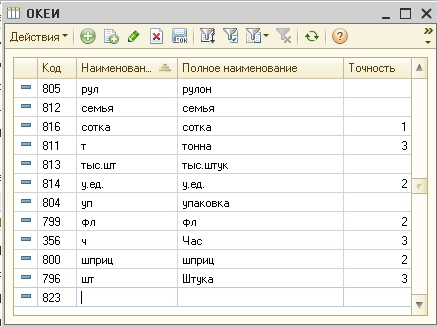 ОКЕИ
Действия
Код Наименован... Полное наименование Точность
805 рул рулон
812 семья семья
816 сотка сотка 1
811 т тонна 3
813 тыс.шт тыс.штук
814 у.ед. у.ед. 2
804 уп упаковка
799 фл фл 2
356 ч Час 3
800 шприц шприц 2
796 шт Штука 3
823